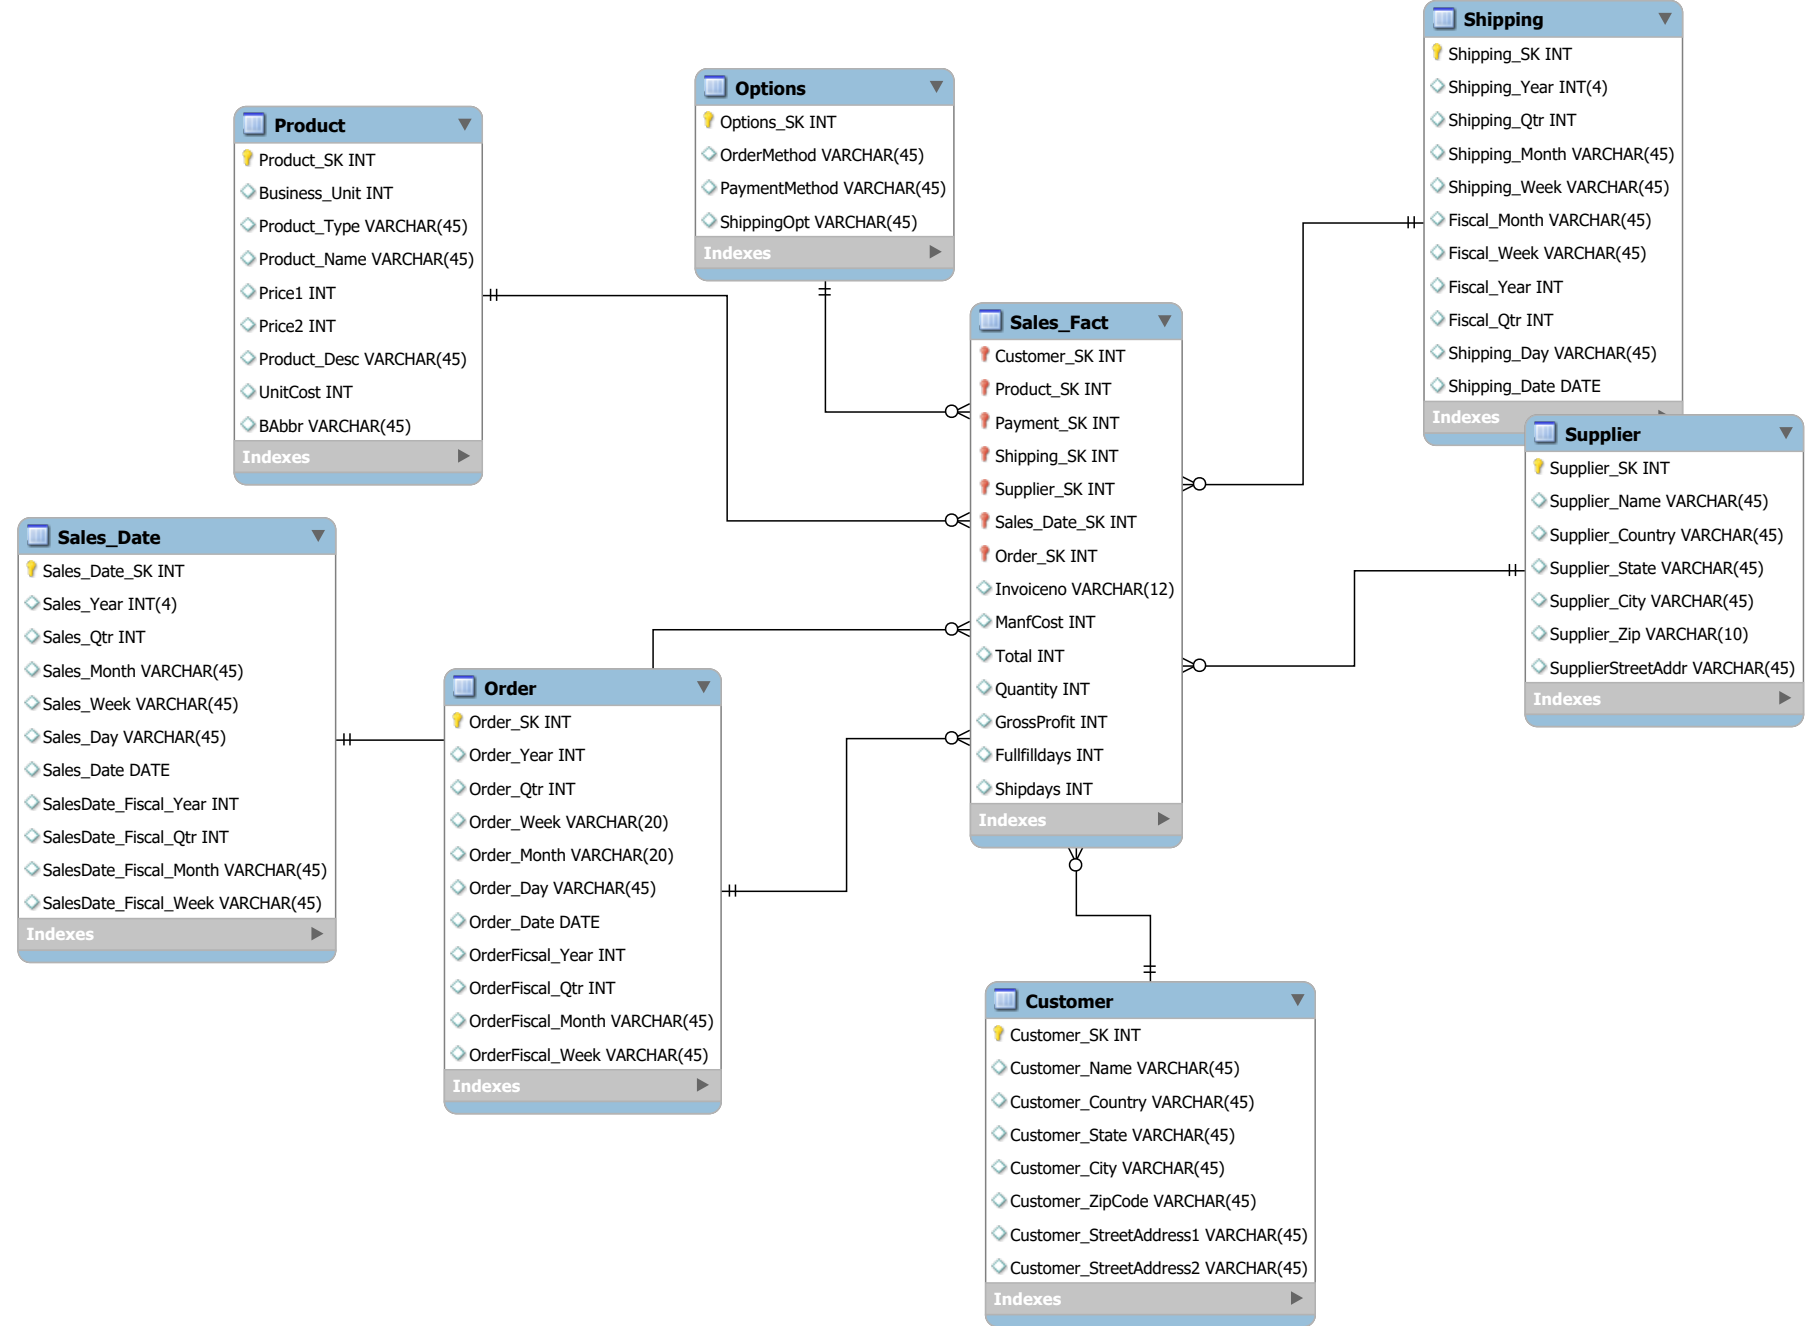 Product
Product_SK INT
Business_Unit INT
Product_Type VARCHAR(45)
Product_Name VARCHAR(45)
Price1 INT
Price2 INT
Product_Desc VARCHAR(45)
UnitCost INT
BAbbr VARCHAR(45)
Indexes
Options
Options_SK INT
OrderMethod VARCHAR(45)
PaymentMethod VARCHAR(45)
ShippingOpt VARCHAR(45)
Indexes
Shipping
Shipping_SK INT
Shipping_Year INT(4)
Shipping_Qtr INT
Shipping_Month VARCHAR(45)
Shipping_Week VARCHAR(45)
Fiscal_Month VARCHAR(45)
Fiscal_Week VARCHAR(45)
Fiscal_Year INT
Fiscal_Qtr INT
Shipping_Day VARCHAR(45)
Shipping_Date DATE
Indexes
Sales_Fact
Customer_SK INT
Product_SK INT
Payment_SK INT
Shipping_SK INT
Supplier_SK INT
Sales_Date_SK INT
Order_SK INT
Invoiceno VARCHAR(12)
ManfCost INT
Total INT
Quantity INT
GrossProfit INT
Fullfilldays INT
Shipdays INT
Indexes
Supplier
Supplier_SK INT
Supplier_Name VARCHAR(45)
Supplier_Country VARCHAR(45)
Supplier_State VARCHAR(45)
Supplier_City VARCHAR(45)
Supplier_Zip VARCHAR(10)
SupplierStreetAddr VARCHAR(45)
Indexes
Sales_Date
Sales_Date_SK INT
Sales_Year INT(4)
Sales_Qtr INT
Sales_Month VARCHAR(45)
Sales_Week VARCHAR(45)
Sales_Day VARCHAR(45)
Sales_Date DATE
SalesDate_Fiscal_Year INT
SalesDate_Fiscal_Qtr INT
SalesDate_Fiscal_Month VARCHAR(45)
SalesDate_Fiscal_Week VARCHAR(45)
Indexes
Order
Order_SK INT
Order_Year INT
Order_Qtr INT
Order_Week VARCHAR(20)
Order_Month VARCHAR(20)
Order_Day VARCHAR(45)
Order_Date DATE
OrderFicsal_Year INT
OrderFiscal_Qtr INT
OrderFiscal_Month VARCHAR(45)
OrderFiscal_Week VARCHAR(45)
Indexes
Customer
Customer_SK INT
Customer_Name VARCHAR(45)
Customer_Country VARCHAR(45)
Customer_State VARCHAR(45)
Customer_City VARCHAR(45)
Customer_ZipCode VARCHAR(45)
Customer_StreetAddress1 VARCHAR(45)
Customer_StreetAddress2 VARCHAR(45)
Indexes